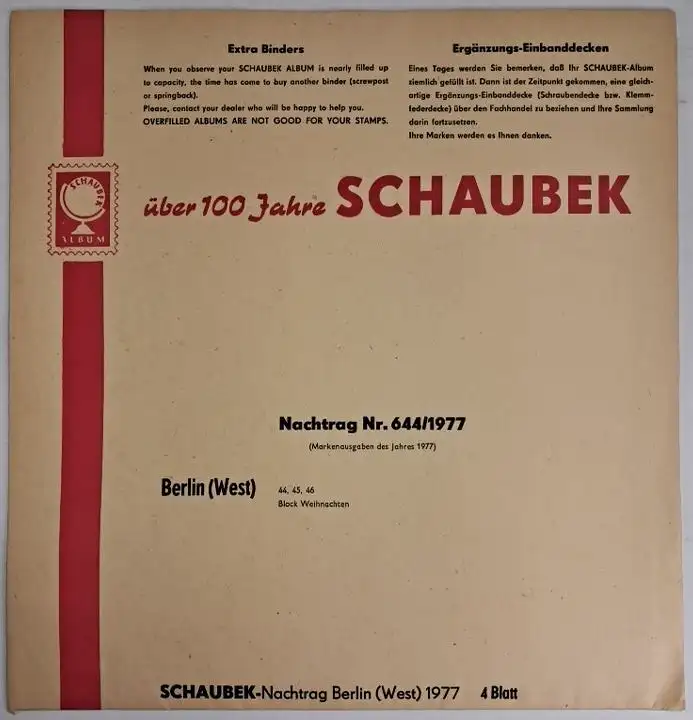 Extra Binders
When you observe your SCHAUBEK ALBUM is nearly filled up
to capacity, the time has come to buy another binder (screwpost
or springback).
Please, contact your dealer who will be happy to help you.
OVERFILLED ALBUMS ARE NOT GOOD FOR YOUR STAMPS.
Ergänzungs-Einbanddecken
Eines Tages werden Sie bemerken, daß Ihr SCHAUBEK-Album
ziemlich gefüllt ist. Dann ist der Zeitpunkt gekommen, eine gleich-
artige Ergänzungs-Einbanddecke (Schraubendecke bzw. Klemm-
federdecke) über den Fachhandel zu beziehen und Ihre Sammlung
darin fortzusetzen.
Ihre Marken werden es Ihnen danken.
SCHAUBEK
ALBUM
über 100 Jahre SCHAUBEK
Nachtrag Nr. 644/1977
(Markenausgaben des Jahres 1977)
Berlin (West) 44, 45, 46
Block Weihnachten
SCHAUBEK-Nachtrag Berlin (West) 1977 4 Blatt